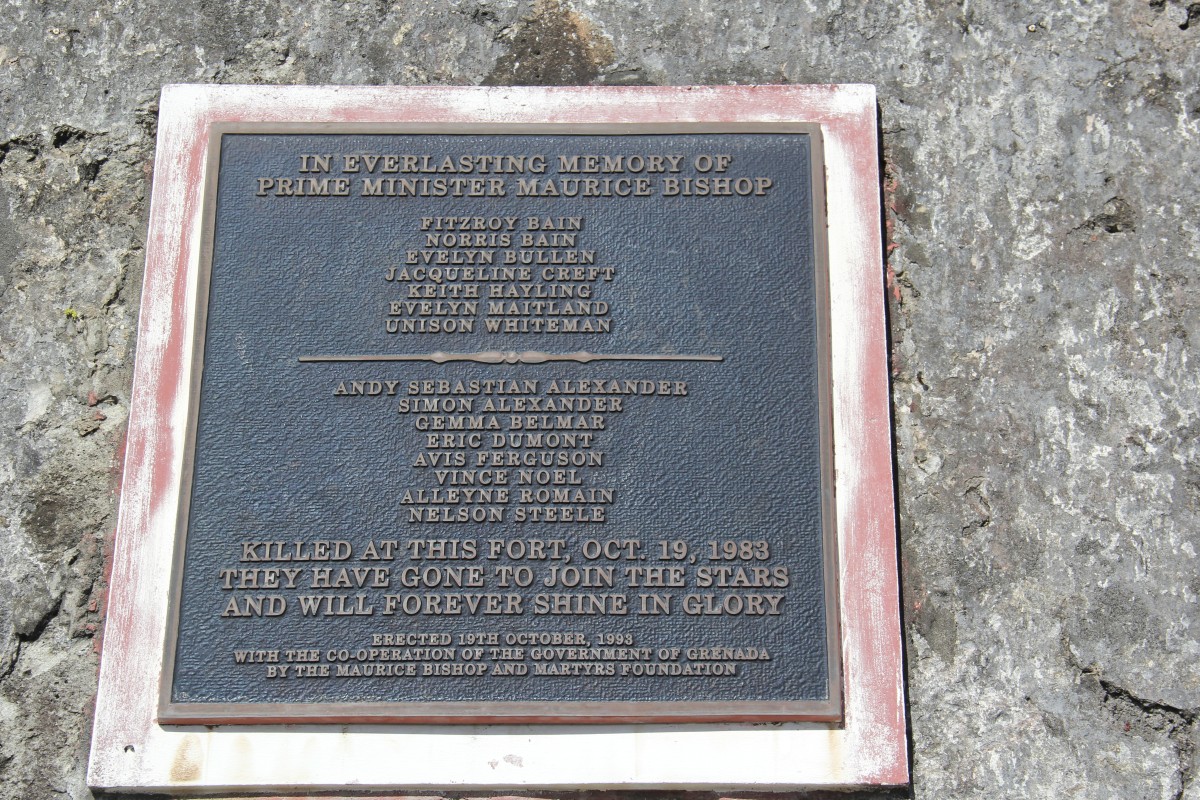 IN EVERLASTING MEMORY OF
PRIME MINISTER MAURICE BISHOP
FITZROY BAIN
NORRIS BAIN
EVELYN BULLEN
JACQUELINE CREFT
KEITH HAYLING
EVELYN MAITLAND
UNISON WHITEMAN
ANDY SEBASTIAN ALEXANDER
SIMON ALEXANDER
GEMMA BELMAR
ERIC DUMONT
AVIS FERGUSON
VINCE NOEL
ALLEYNE ROMAIN
NELSON STEELE
KILLED AT THIS FORT, OCT. 19, 1983
THEY HAVE GONE TO JOIN THE STARS
AND WILL FOREVER SHINE IN GLORY
ERECTED 19TH OCTOBER, 1993
WITH THE CO-OPERATION OF THE GOVERNMENT OF GRENADA
BY THE MAURICE BISHOP AND MARTYRS FOUNDATION